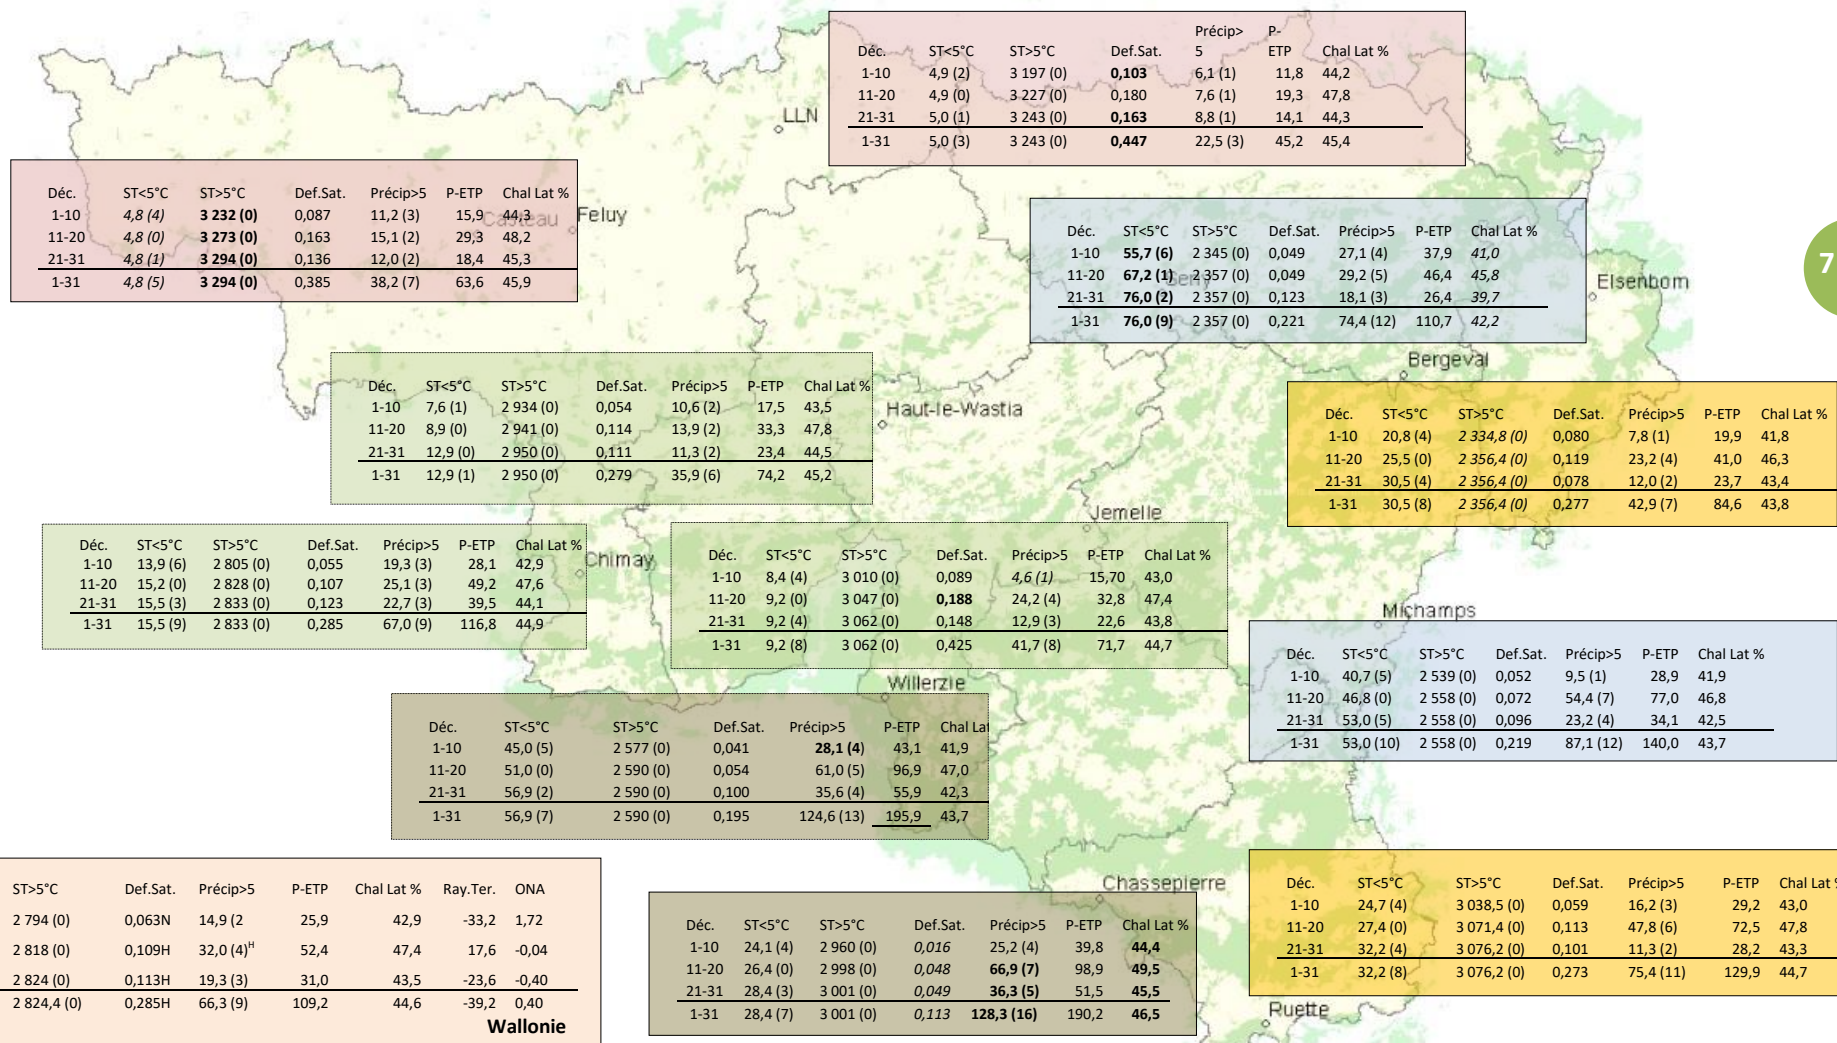 Précip> P-
Déc. ST<5°C ST>5°C Def.Sat. 5 ETP Chal Lat %
1-10 4,9 (2) 3 197 (0) 0,103 6,1 (1) 11,8 44,2
11-20 4,9 (0) 3 227 (0) 0,180 7,6 (1) 19,3 47,8
21-31 5,0 (1) 3 243 (0) 0,163 8,8 (1) 14,1 44,3
1-31 5,0 (3) 3 243 (0) 0,447 22,5 (3) 45,2 45,4
LLN
Déc. ST<5°C ST>5°C Def.Sat. Précip>5 P-ETP Chal Lat %
1-10 4,8 (4) 3 232 (0) 0,087 11,2 (3) 15,9 44,3
11-20 4,8 (0) 3 273 (0) 0,163 15,1 (2) 29,3 48,2
21-31 4,8 (1) 3 294 (0) 0,136 12,0 (2) 18,4 45,3
1-31 4,8 (5) 3 294 (0) 0,385 38,2 (7) 63,6 45,9
Casteau
Feluy
Déc. ST<5°C ST>5°C Def.Sat. Précip>5 P-ETP Chal Lat %
1-10 55,7 (6) 2 345 (0) 0,049 27,1 (4) 37,9 41,0
11-20 67,2 (1) 2 357 (0) 0,049 29,2 (5) 46,4 45,8
21-31 76,0 (2) 2 357 (0) 0,123 18,1 (3) 26,4 39,7
1-31 76,0 (9) 2 357 (0) 0,221 74,4 (12) 110,7 42,2
7
Elsenborn
Bergeval
Déc. ST<5°C ST>5°C Def.Sat. Précip>5 P-ETP Chal Lat %
1-10 7,6 (1) 2 934 (0) 0,054 10,6 (2) 17,5 43,5
11-20 8,9 (0) 2 941 (0) 0,114 13,9 (2) 33,3 47,8
21-31 12,9 (0) 2 950 (0) 0,111 11,3 (2) 23,4 44,5
1-31 12,9 (1) 2 950 (0) 0,279 35,9 (6) 74,2 45,2
Haut-le-Wastia
Déc. ST<5°C ST>5°C Def.Sat. Précip>5 P-ETP Chal Lat %
1-10 20,8 (4) 2 334,8 (0) 0,080 7,8 (1) 19,9 41,8
11-20 25,5 (0) 2 356,4 (0) 0,119 23,2 (4) 41,0 46,3
21-31 30,5 (4) 2 356,4 (0) 0,078 12,0 (2) 23,7 43,4
1-31 30,5 (8) 2 356,4 (0) 0,277 42,9 (7) 84,6 43,8
Jemelle
Déc. ST<5°C ST>5°C Def.Sat. Précip>5 P-ETP Chal Lat %
1-10 13,9 (6) 2 805 (0) 0,055 19,3 (3) 28,1 42,9
11-20 15,2 (0) 2 828 (0) 0,107 25,1 (3) 49,2 47,6
21-31 15,5 (3) 2 833 (0) 0,123 22,7 (3) 39,5 44,1
1-31 15,5 (9) 2 833 (0) 0,285 67,0 (9) 116,8 44,9
Chimay
Déc. ST<5°C ST>5°C Def.Sat. Précip>5 P-ETP Chal Lat %
1-10 8,4 (4) 3 010 (0) 0,089 4,6 (1) 15,70 43,0
11-20 9,2 (0) 3 047 (0) 0,188 24,2 (4) 32,8 47,4
21-31 9,2 (4) 3 062 (0) 0,148 12,9 (3) 22,6 43,8
1-31 9,2 (8) 3 062 (0) 0,425 41,7 (8) 71,7 44,7
Michamps
Déc. ST<5°C ST>5°C Def.Sat. Précip>5 P-ETP Chal Lat %
1-10 40,7 (5) 2 539 (0) 0,052 9,5 (1) 28,9 41,9
11-20 46,8 (0) 2 558 (0) 0,072 54,4 (7) 77,0 46,8
21-31 53,0 (5) 2 558 (0) 0,096 23,2 (4) 34,1 42,5
1-31 53,0 (10) 2 558 (0) 0,219 87,1 (12) 140,0 43,7
Willerzie
Déc. ST<5°C ST>5°C Def.Sat. Précip>5 P-ETP Chal Lat
1-10 45,0 (5) 2 577 (0) 0,041 28,1 (4) 43,1 41,9
11-20 51,0 (0) 2 590 (0) 0,054 61,0 (5) 96,9 47,0
21-31 56,9 (2) 2 590 (0) 0,100 35,6 (4) 55,9 42,3
1-31 56,9 (7) 2 590 (0) 0,195 124,6 (13) 195,9 43,7
ST>5°C Def.Sat. Précip>5 P-ETP Chal Lat % Ray.Ter. ONA
2 794 (0) 0,063N 14,9 (2 25,9 42,9 -33,2 1,72
2 818 (0) 0,109H 32,0 (4)H 52,4 47,4 17,6 -0,04
2 824 (0) 0,113H 19,3 (3) 31,0 43,5 -23,6 -0,40
2 824,4 (0) 0,285H 66,3 (9) 109,2 44,6 -39,2 0,40
Wallonie
Chassepierre
Déc. ST<5°C ST>5°C Def.Sat. Précip>5 P-ETP Chal Lat %
1-10 24,1 (4) 2 960 (0) 0,016 25,2 (4) 39,8 44,4
11-20 26,4 (0) 2 998 (0) 0,048 66,9 (7) 98,9 49,5
21-31 28,4 (3) 3 001 (0) 0,049 36,3 (5) 51,5 45,5
1-31 28,4 (7) 3 001 (0) 0,113 128,3 (16) 190,2 46,5
Déc. ST<5°C ST>5°C Def.Sat. Précip>5 P-ETP Chal Lat %
1-10 24,7 (4) 3 038,5 (0) 0,059 16,2 (3) 29,2 43,0
11-20 27,4 (0) 3 071,4 (0) 0,113 47,8 (6) 72,5 47,8
21-31 32,2 (4) 3 076,2 (0) 0,101 11,3 (2) 28,2 43,3
1-31 32,2 (8) 3 076,2 (0) 0,273 75,4 (11) 129,9 44,7
Ruette